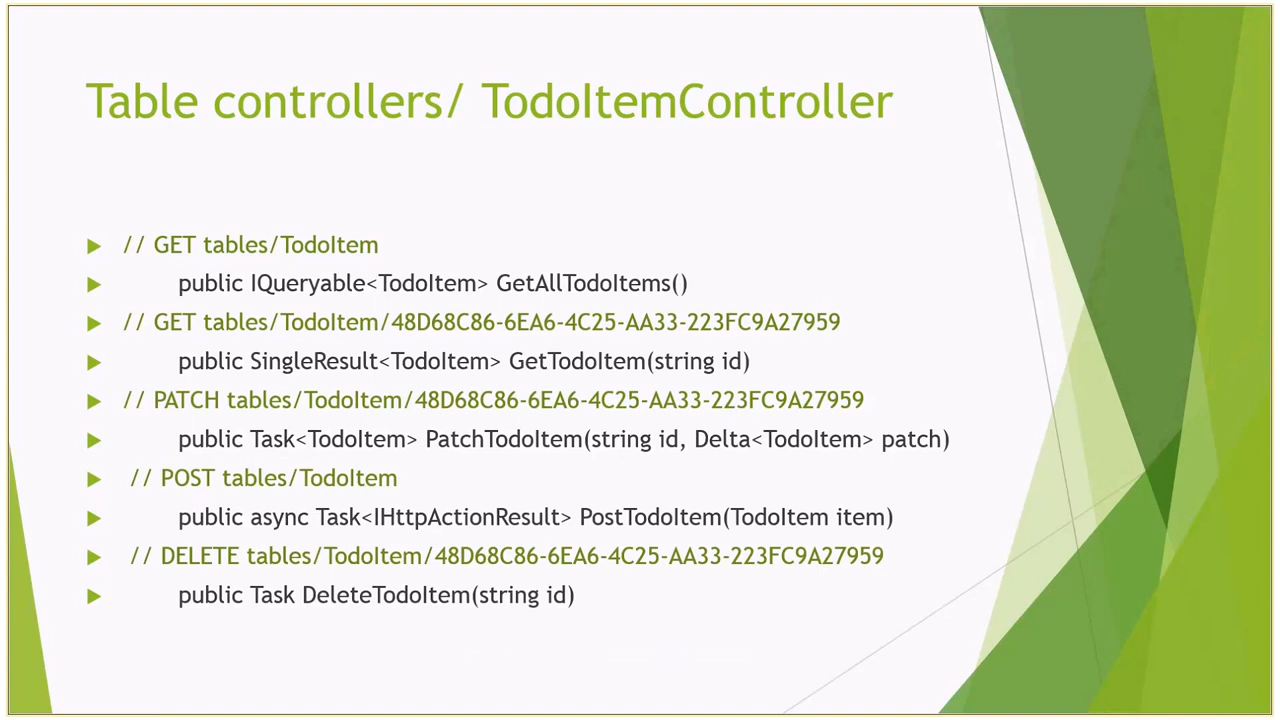 Table controllers/ TodoItemController
// GET tables/TodoItem
public IQueryable<TodoItem> GetAllTodoItems()
// GET tables/TodoItem/48D68C86-6EA6-4C25-AA33-223FC9A27959
public SingleResult<TodoItem> GetTodoItem(string id)
// PATCH tables/TodoItem/48D68C86-6EA6-4C25-AA33-223FC9A27959
public Task<TodoItem> PatchTodoItem(string id, Delta<TodoItem> patch)
// POST tables/TodoItem
public async Task<IHttpActionResult> PostTodoItem(TodoItem item)
// DELETE tables/TodoItem/48D68C86-6EA6-4C25-AA33-223FC9A27959
public Task DeleteTodoItem(string id)